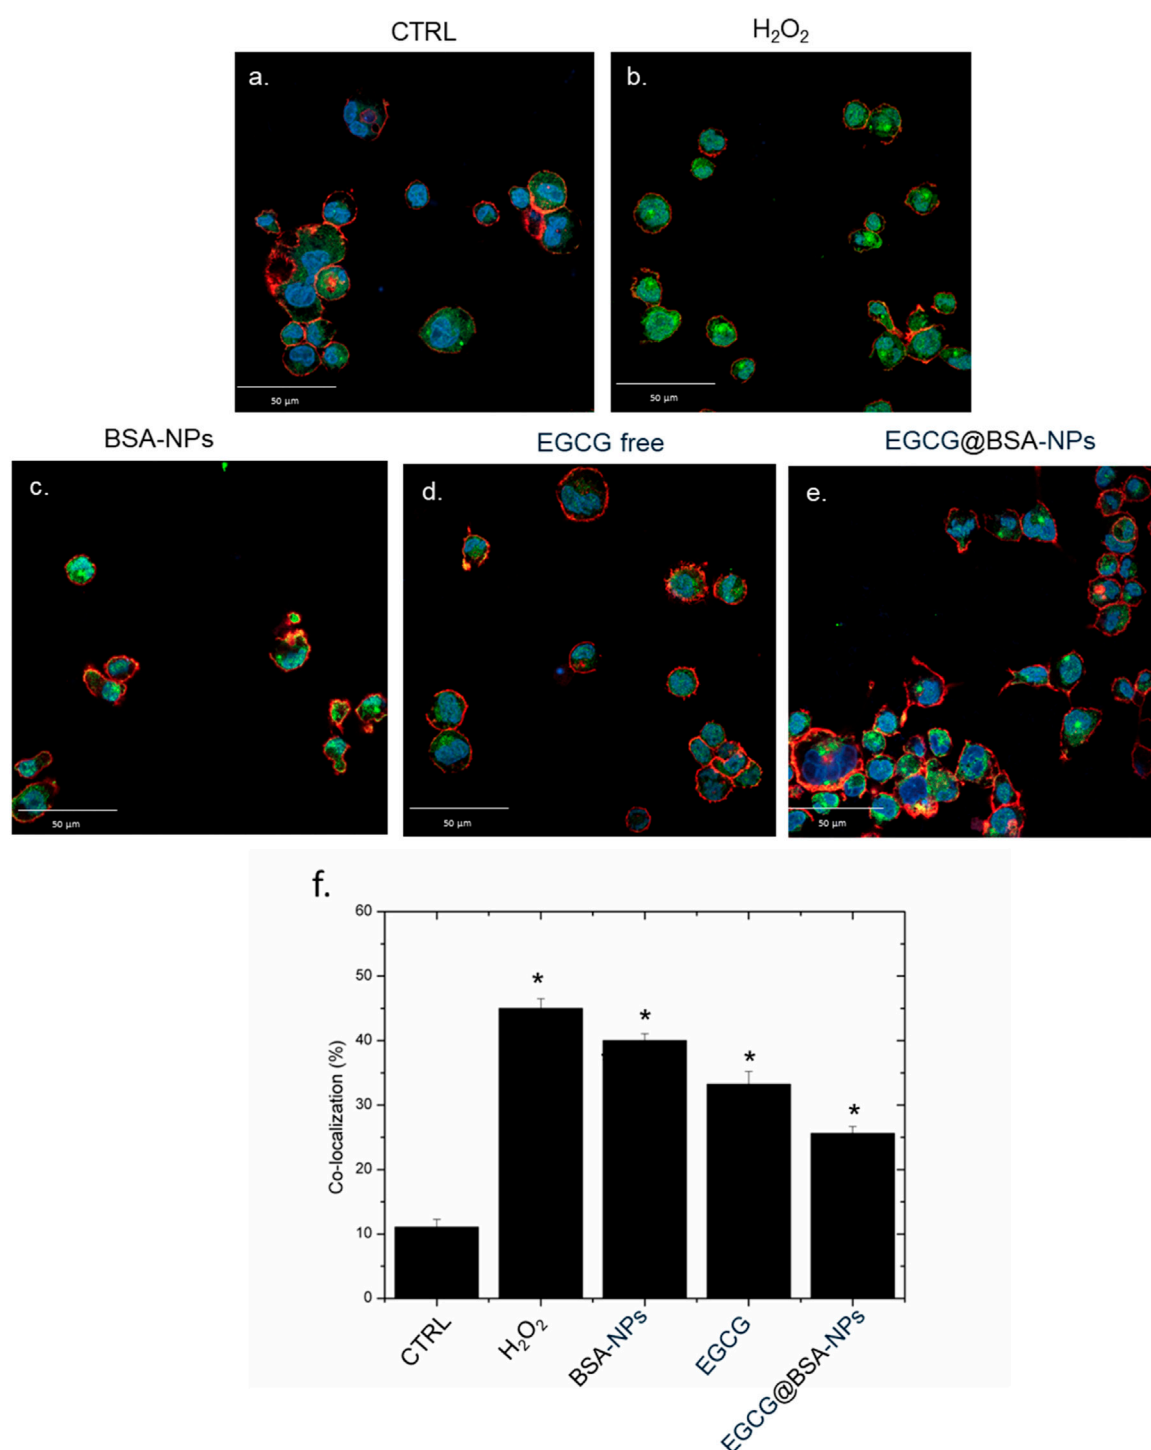 CTRL
H₂O₂
a.
b.
50 µm
50 µm
BSA-NPs
EGCG free
EGCG@BSA-NPs
c.
d.
e.
50 µm
50 µm
50 µm
f.
60
50
40
30
20
10
0
Co-localization (%)
*
*
*
*
CTRL
H₂O₂
BSA-NPs
EGCG
EGCG@BSA-NPs